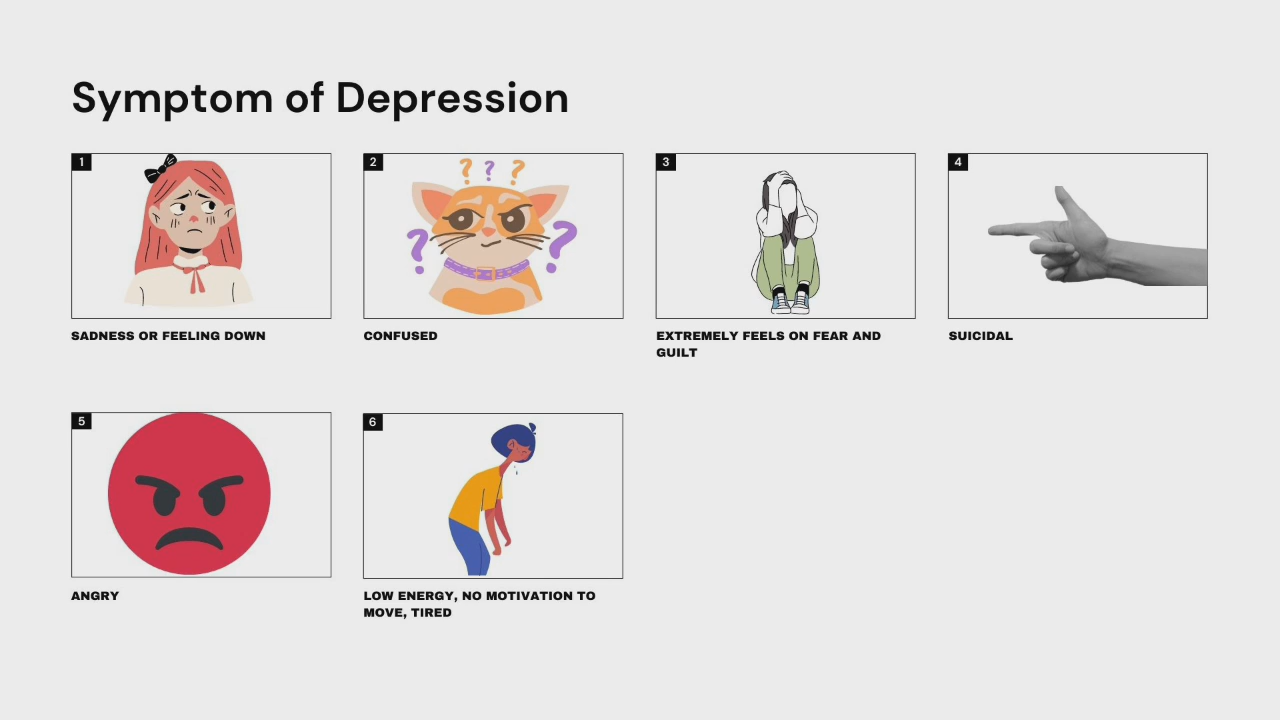 Symptom of Depression
1
2
3
4
? ? ?
? ?
SADNESS OR FEELING DOWN
CONFUSED
EXTREMELY FEELS ON FEAR AND
GUILT
SUICIDAL
5
6
ANGRY
LOW ENERGY, NO MOTIVATION TO
MOVE, TIRED